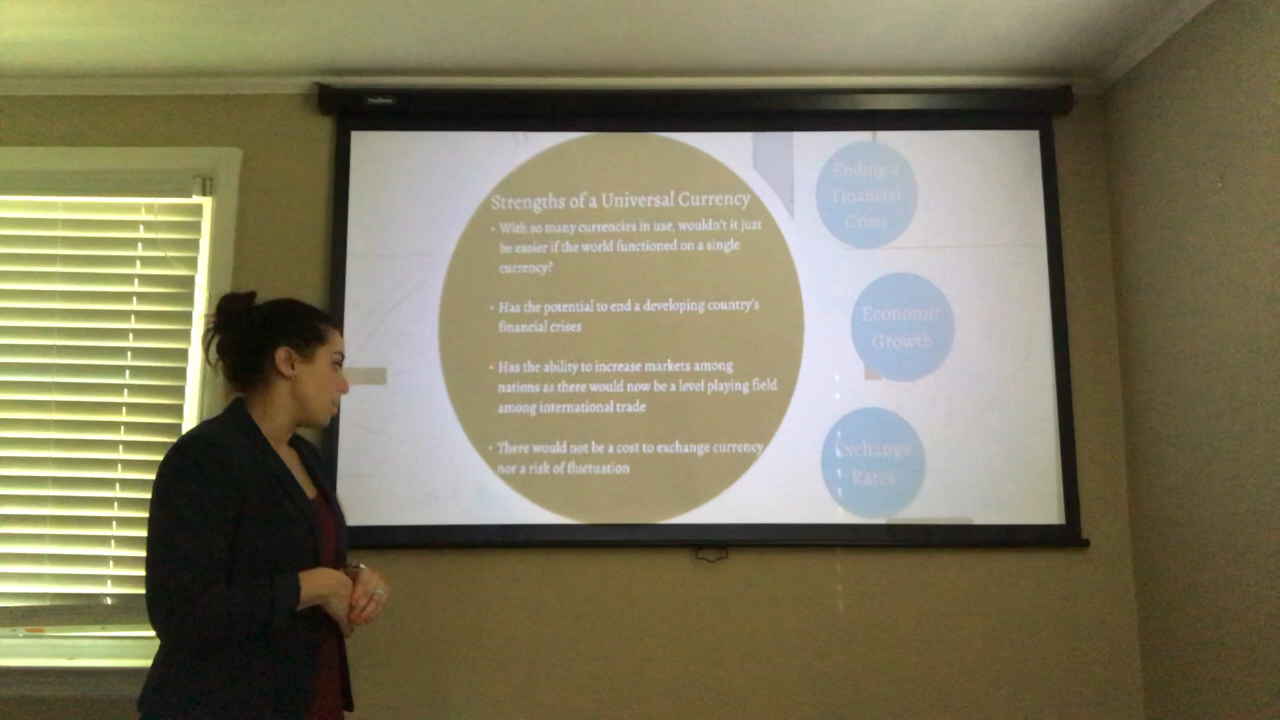 Strengths of a Universal Currency
• With so many currencies in use, wouldn't it just
be easier if the world functioned on a single
currency?
• Has the potential to end a developing country's
financial crises
• Has the ability to increase markets among
nations as there would now be a level playing field
among international trade
• There would not be a cost to exchange currency
nor a risk of fluctuation
Ending a
Financial
Crisis
Economic
Growth
Exchange
Rates